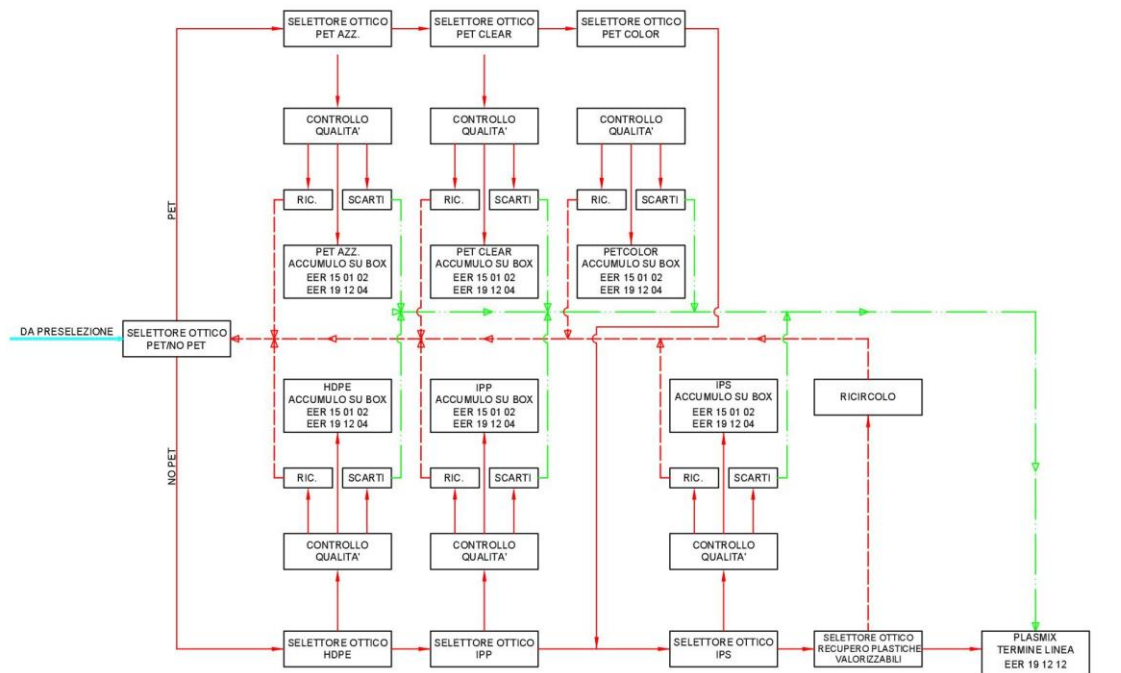 SELETTORE OTTICO
PET AZZ.
SELETTORE OTTICO
PET CLEAR
SELETTORE OTTICO
PET COLOR
CONTROLLO
QUALITA'
CONTROLLO
QUALITA'
CONTROLLO
QUALITA'
RIC.
SCARTI
RIC.
SCARTI
RIC.
SCARTI
PET
PET AZZ.
ACCUMULO SU BOX
EER 15 01 02
EER 19 12 04
PET CLEAR
ACCUMULO SU BOX
EER 15 01 02
EER 19 12 04
PETCOLOR
ACCUMULO SU BOX
EER 15 01 02
EER 19 12 04
DA PRESELEZIONE
SELETTORE OTTICO
PET/NO PET
HDPE
ACCUMULO SU BOX
EER 15 01 02
EER 19 12 04
IPP
ACCUMULO SU BOX
EER 15 01 02
EER 19 12 04
IPS
ACCUMULO SU BOX
EER 15 01 02
EER 19 12 04
RICIRCOLO
NO PET
RIC.
SCARTI
RIC.
SCARTI
RIC.
SCARTI
CONTROLLO
QUALITA'
CONTROLLO
QUALITA'
CONTROLLO
QUALITA'
SELETTORE OTTICO
HDPE
SELETTORE OTTICO
IPP
SELETTORE OTTICO
IPS
SELETTORE OTTICO
RECUPERO PLASTICHE
VALORIZZABILI
PLASMIX
TERMINE LINEA
EER 19 12 12